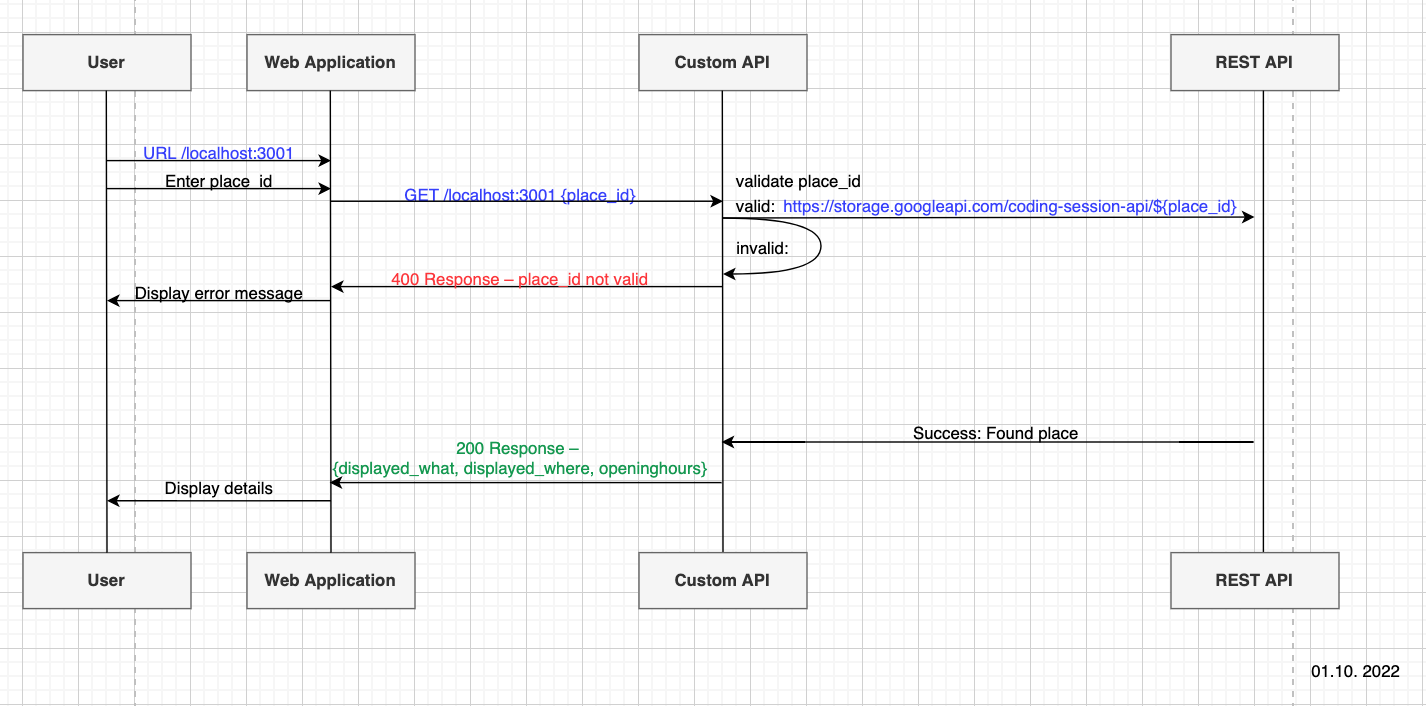 User
Web Application
Custom API
REST API
URL /localhost:3001
Enter place_id
GET /localhost:3001 {place_id}
validate place_id
valid: https://storage.googleapi.com/coding-session-api/${place_id}
invalid:
400 Response – place_id not valid
Display error message
Success: Found place
200 Response –
{displayed_what, displayed_where, openinghours}
Display details
User
Web Application
Custom API
REST API
01.10. 2022